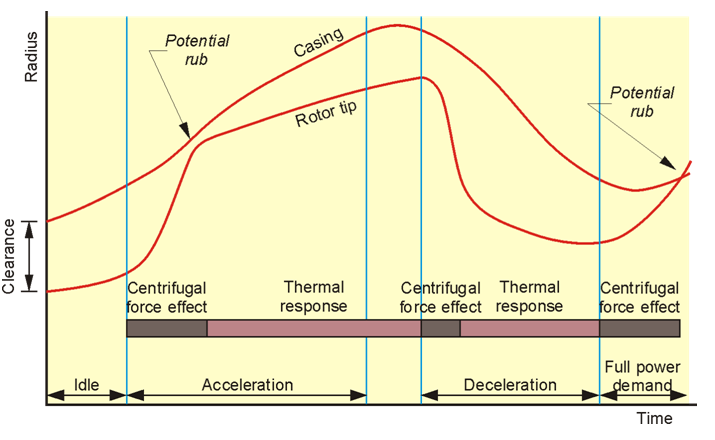 Radius
Potential
rub
Casing
Rotor tip
Potential
rub
Clearance
Centrifugal
force effect
Thermal
response
Centrifugal
force effect
Thermal
response
Centrifugal
force effect
Idle
Acceleration
Deceleration
Full power
demand
Time